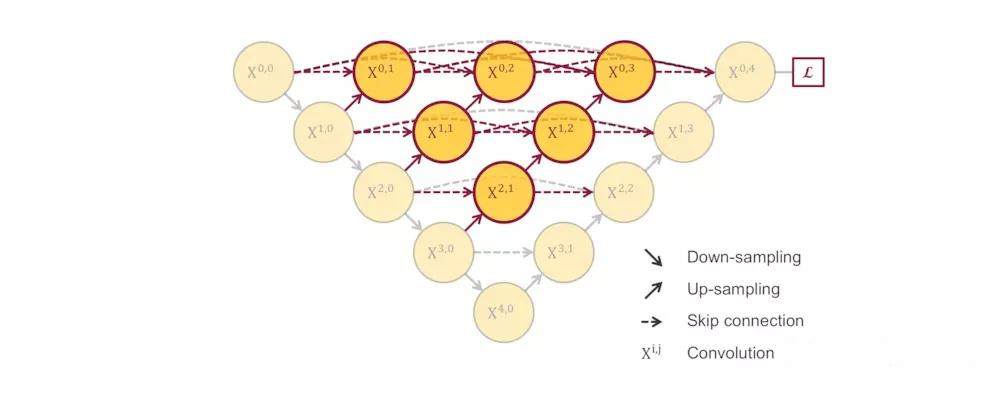 X^0,0 X^0,1 X^0,2 X^0,3 X^0,4 ℒ
X^1,0 X^1,1 X^1,2 X^1,3
X^2,0 X^2,1 X^2,2
X^3,0 X^3,1
X^4,0
Down-sampling
Up-sampling
Skip connection
X^i,j Convolution